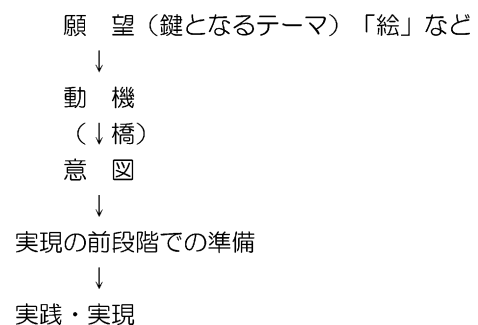 願　望（鍵となるテーマ）「絵」など
↓
動　機
（↓橋）
意　図
↓
実現の前段階での準備
↓
実践・実現